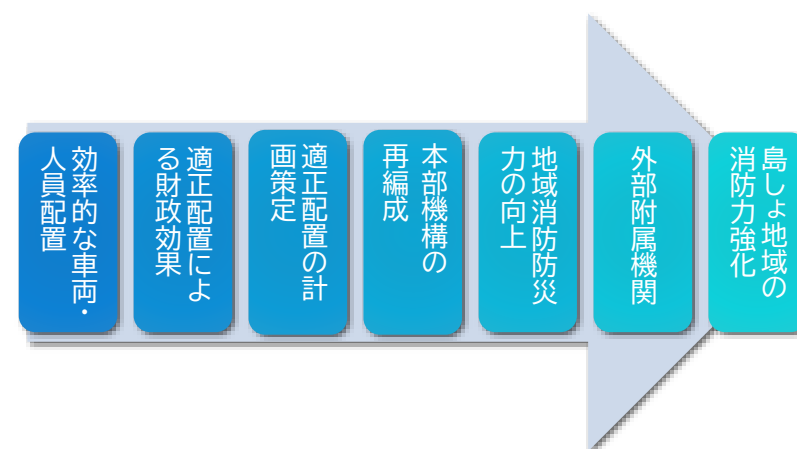 効率的な車両・
人員配置
適正配置によ
る財政効果
適正配置の計
画策定
本部機構の
再編成
地域消防防災
力の向上
外部附属機関
島しょ地域の
消防力強化